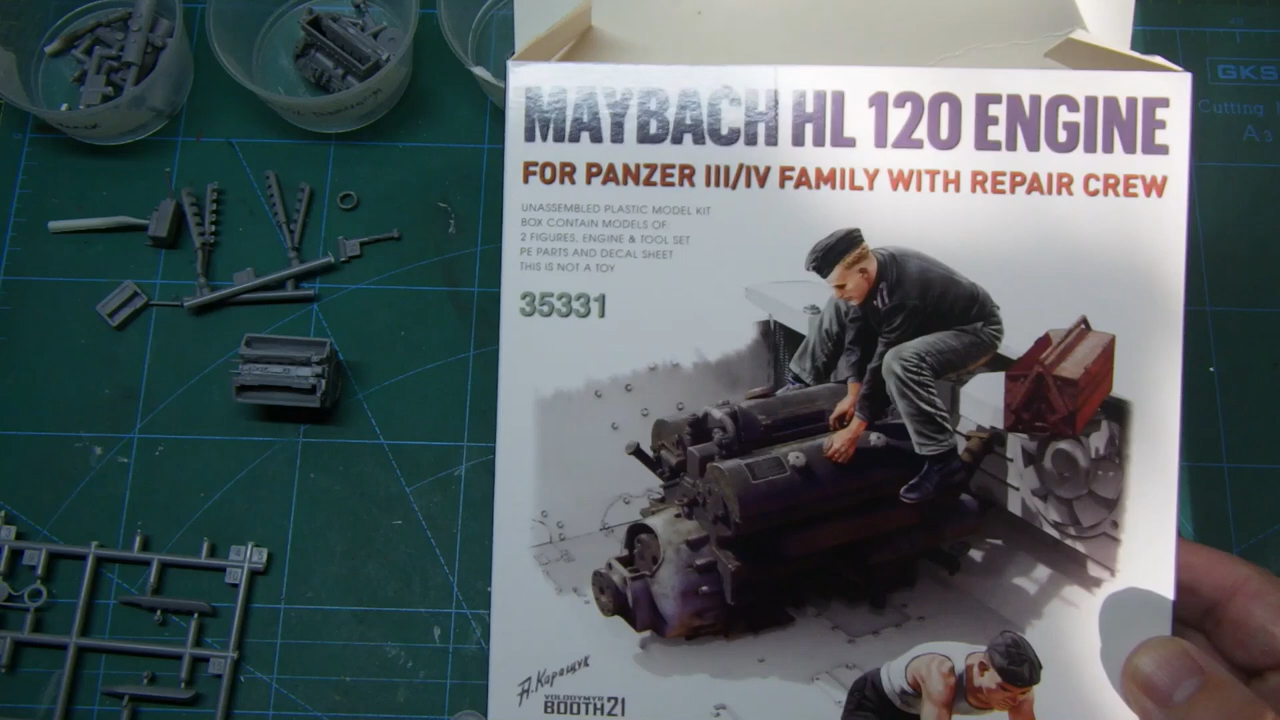 MAYBACH HL 120 ENGINE
FOR PANZER III/IV FAMILY WITH REPAIR CREW
UNASSEMBLED PLASTIC MODEL KIT
BOX CONTAIN MODELS OF:
2 FIGURES, ENGINE & TOOL SET
PE PARTS AND DECAL SHEET
THIS IS NOT A TOY
35331
А.Каращук
VOLODYMYR
BOOTH21
GKS
Cutting
A3